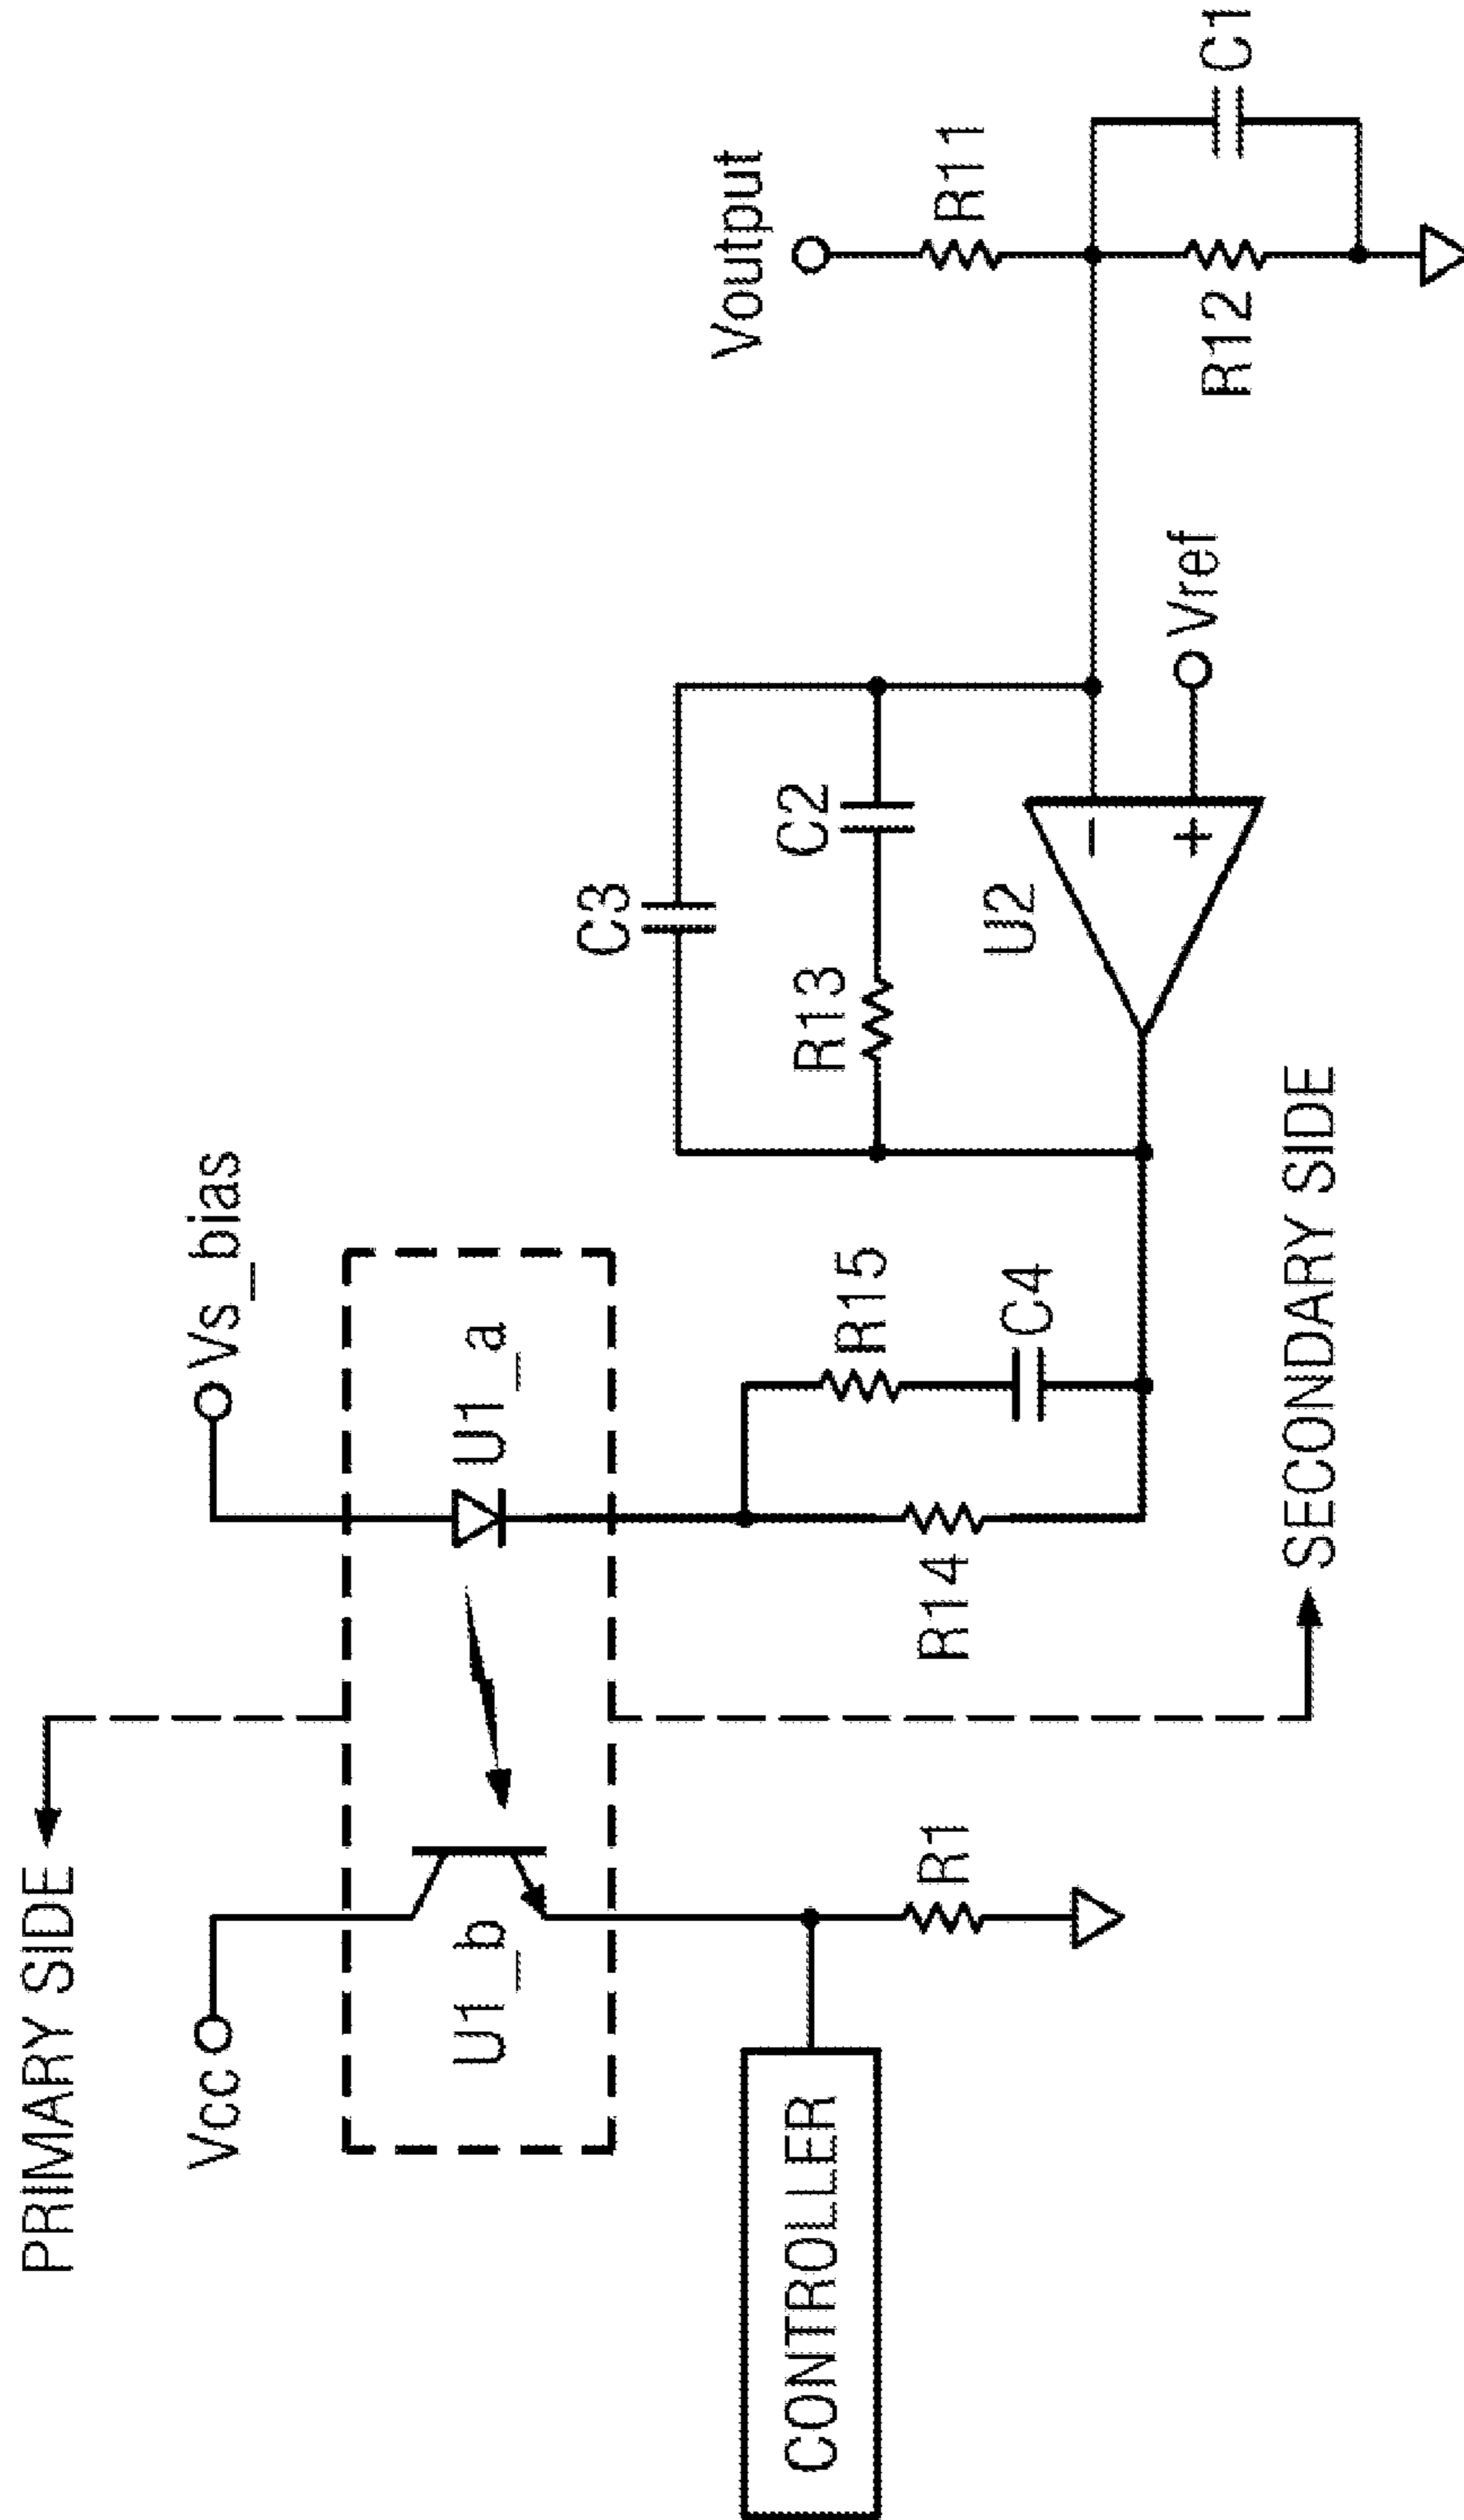 PRIMARY SIDE
Vcc
Vs_bias
U1_b
U1_a
CONTROLLER
R1
R14
R15
C4
SECONDARY SIDE
C3
R13
C2
U2
−
+
Vref
Voutput
R11
R12
C1